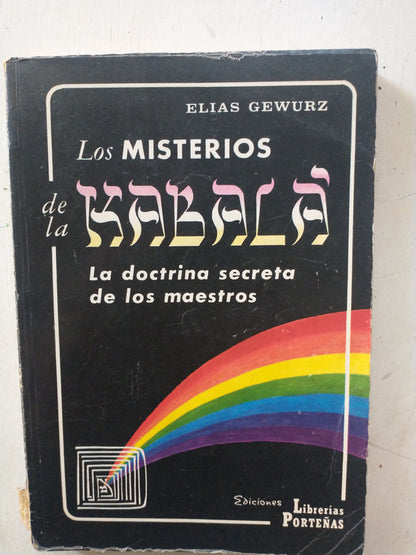 ELIAS GEWURZ
Los MISTERIOS
de la KABALÁ
La doctrina secreta
de los maestros
Ediciones Librerías
PORTEÑAS